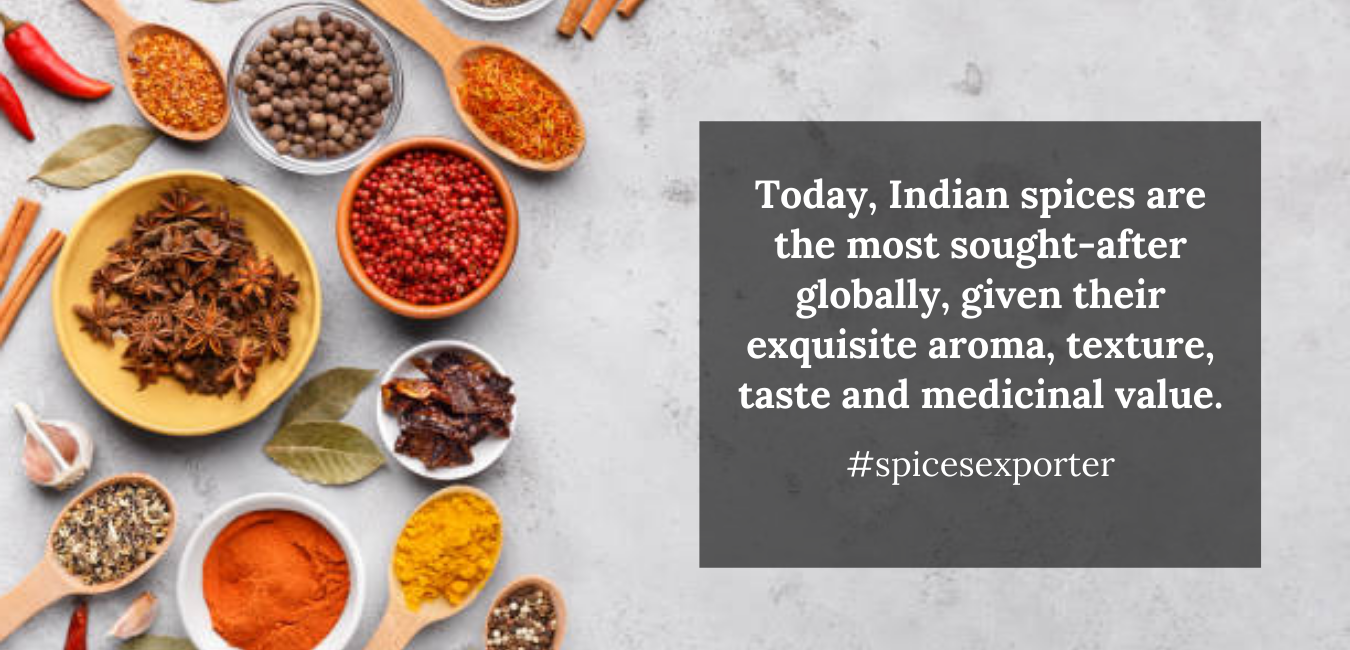 Today, Indian spices are
the most sought-after
globally, given their
exquisite aroma, texture,
taste and medicinal value.
#spicesexporter